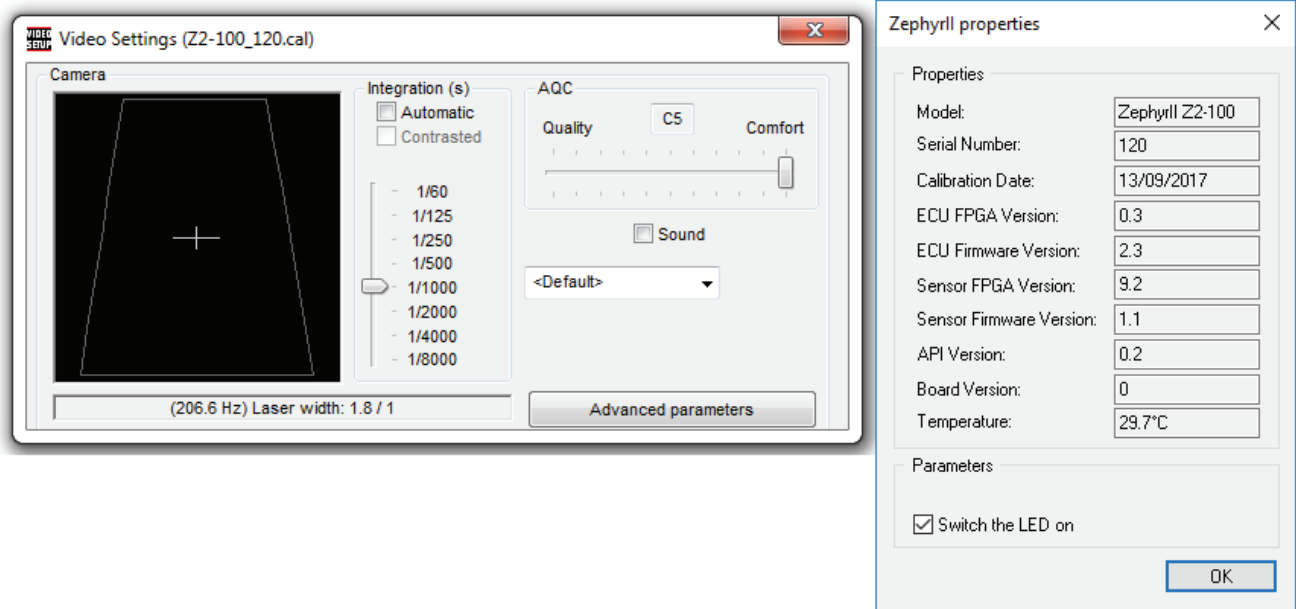 VIDEO
SETUP
Video Settings (Z2-100_120.cal)
Camera
Integration (s)
Automatic
Contrasted
1/60
1/125
1/250
1/500
1/1000
1/2000
1/4000
1/8000
AQC
C5
Quality
Comfort
Sound
<Default>
(206.6 Hz) Laser width: 1.8 / 1
Advanced parameters
ZephyrII properties
Properties
Model: ZephyrII Z2-100
Serial Number: 120
Calibration Date: 13/09/2017
ECU FPGA Version: 0.3
ECU Firmware Version: 2.3
Sensor FPGA Version: 9.2
Sensor Firmware Version: 1.1
API Version: 0.2
Board Version: 0
Temperature: 29.7°C
Parameters
Switch the LED on
OK